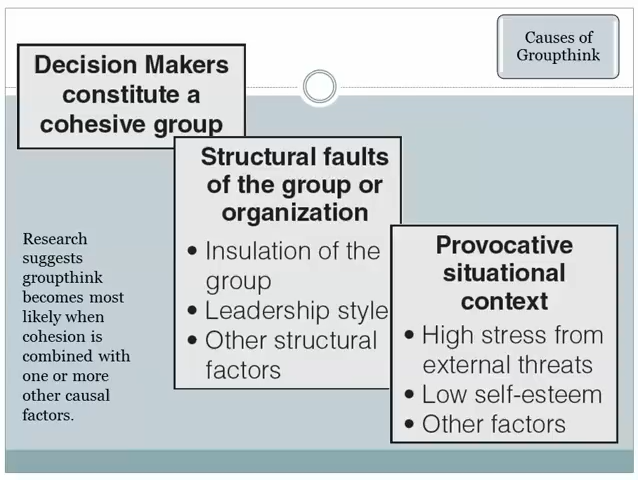 Causes of
Groupthink
Decision Makers
constitute a
cohesive group
Structural faults
of the group or
organization
• Insulation of the
group
• Leadership style
• Other structural
factors
Provocative
situational
context
• High stress from
external threats
• Low self-esteem
• Other factors
Research
suggests
groupthink
becomes most
likely when
cohesion is
combined with
one or more
other causal
factors.